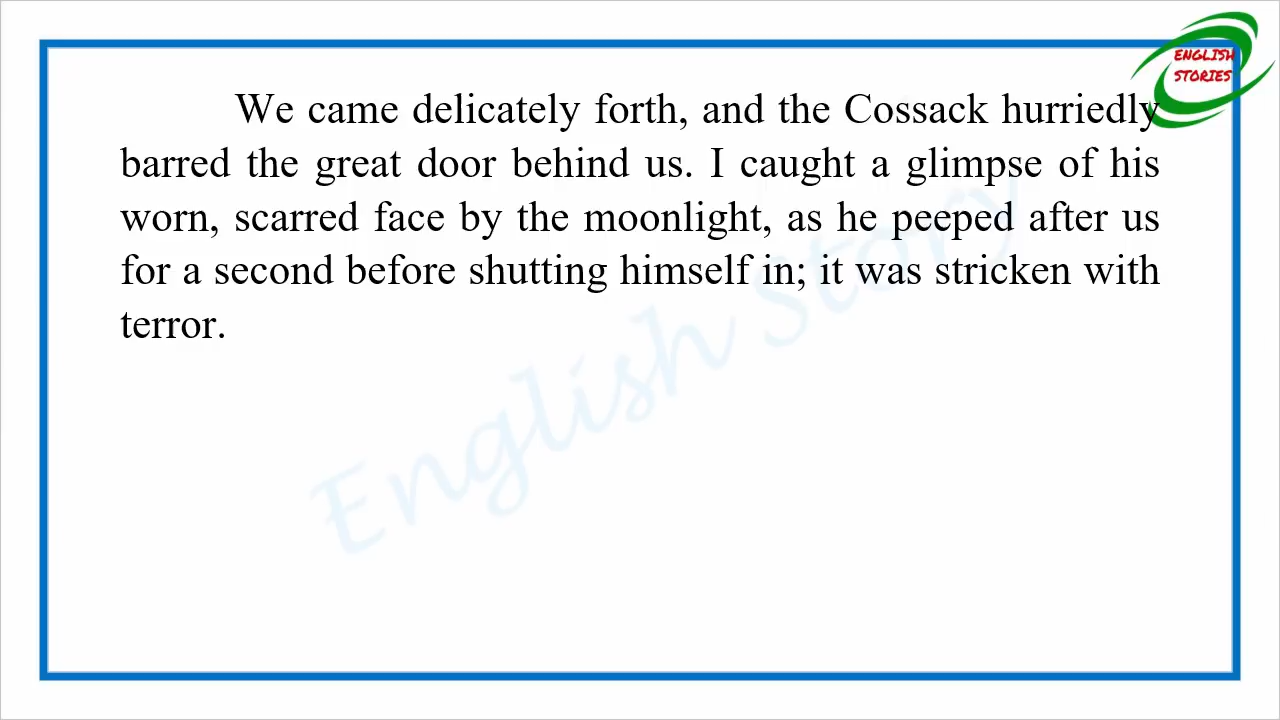 ENGLISH
STORIES
We came delicately forth, and the Cossack hurriedly
barred the great door behind us. I caught a glimpse of his
worn, scarred face by the moonlight, as he peeped after us
for a second before shutting himself in; it was stricken with
terror.
English Story